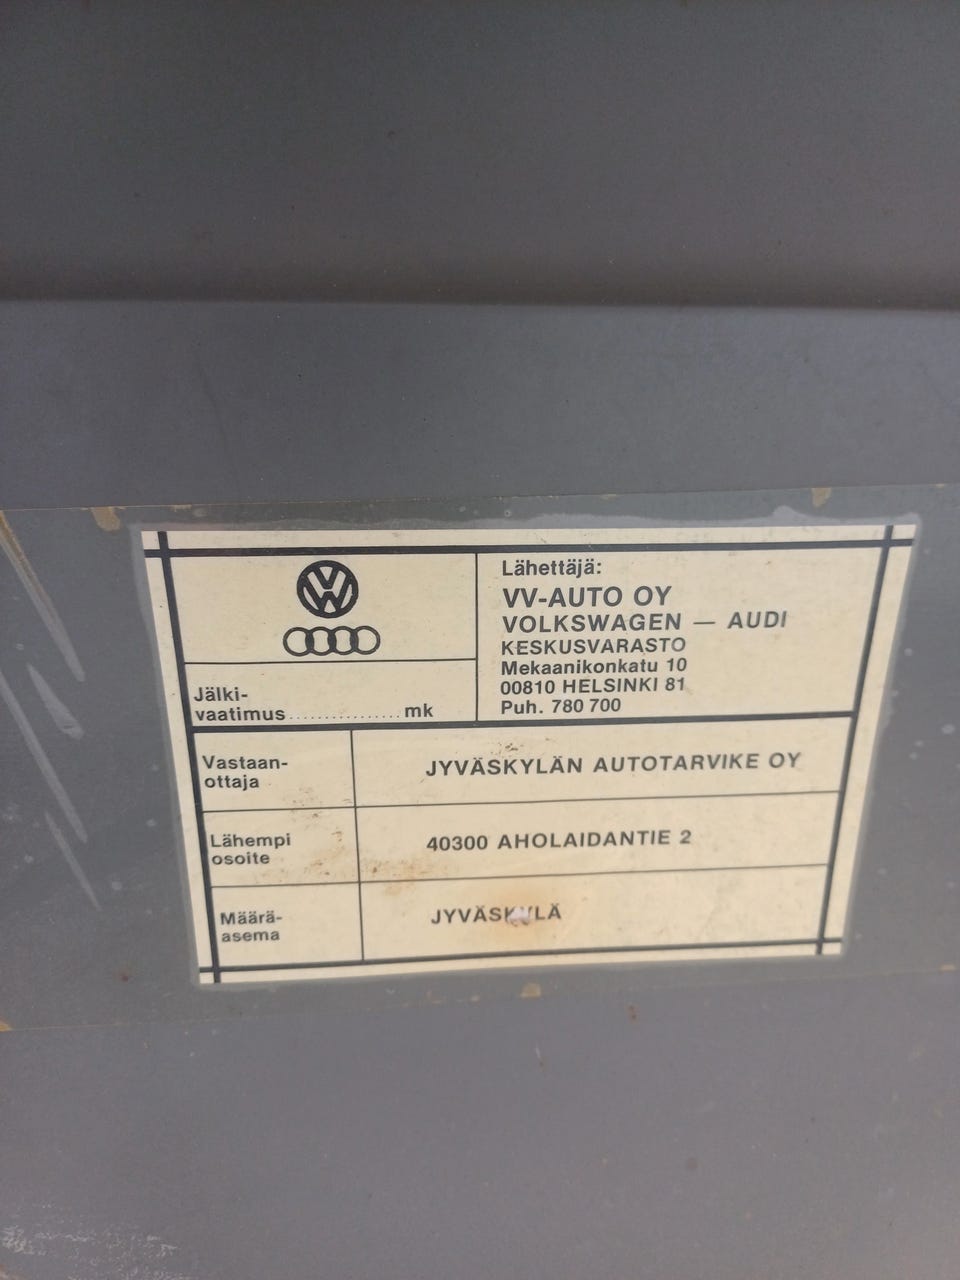 Lähettäjä:
VV-AUTO OY
VOLKSWAGEN — AUDI
KESKUSVARASTO
Mekaanikonkatu 10
00810 HELSINKI 81
Puh. 780 700
Jälki-
vaatimus................mk
Vastaan-
ottaja
JYVÄSKYLÄN AUTOTARVIKE OY
Lähempi
osoite
40300 AHOLAIDANTIE 2
Määrä-
asema
JYVÄSKYLÄ